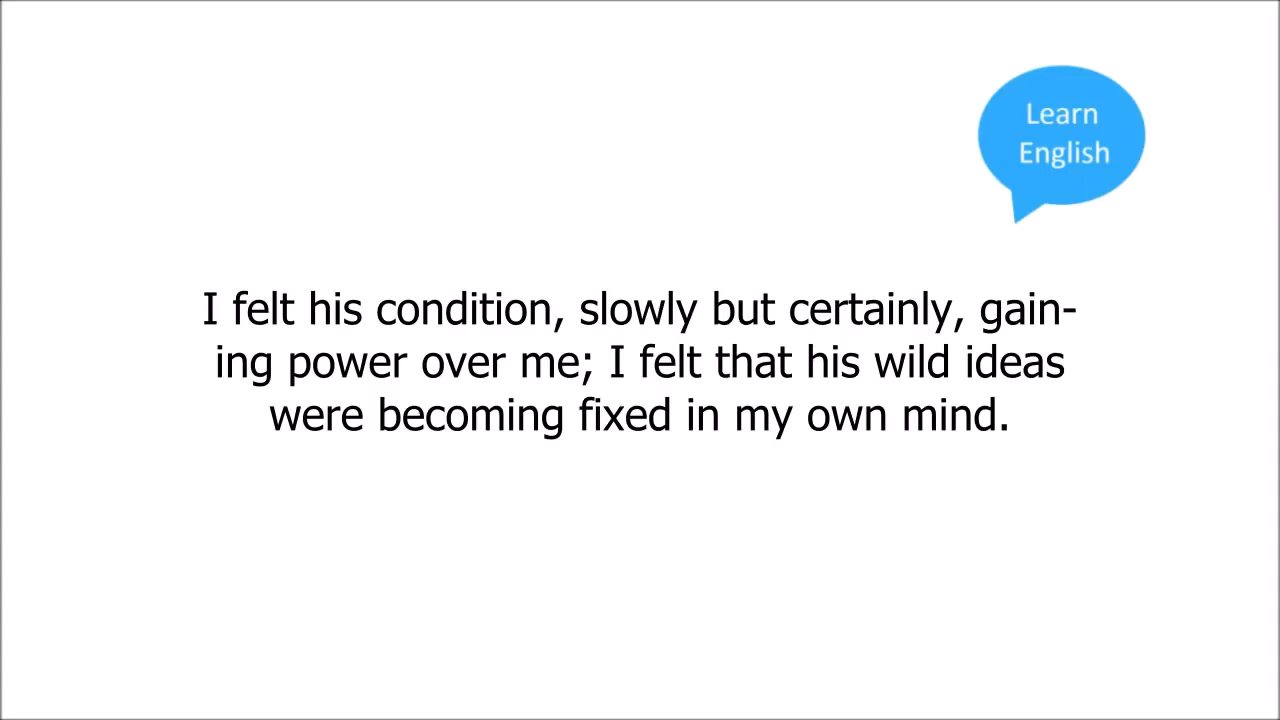 Learn
English
I felt his condition, slowly but certainly, gain-
ing power over me; I felt that his wild ideas
were becoming fixed in my own mind.